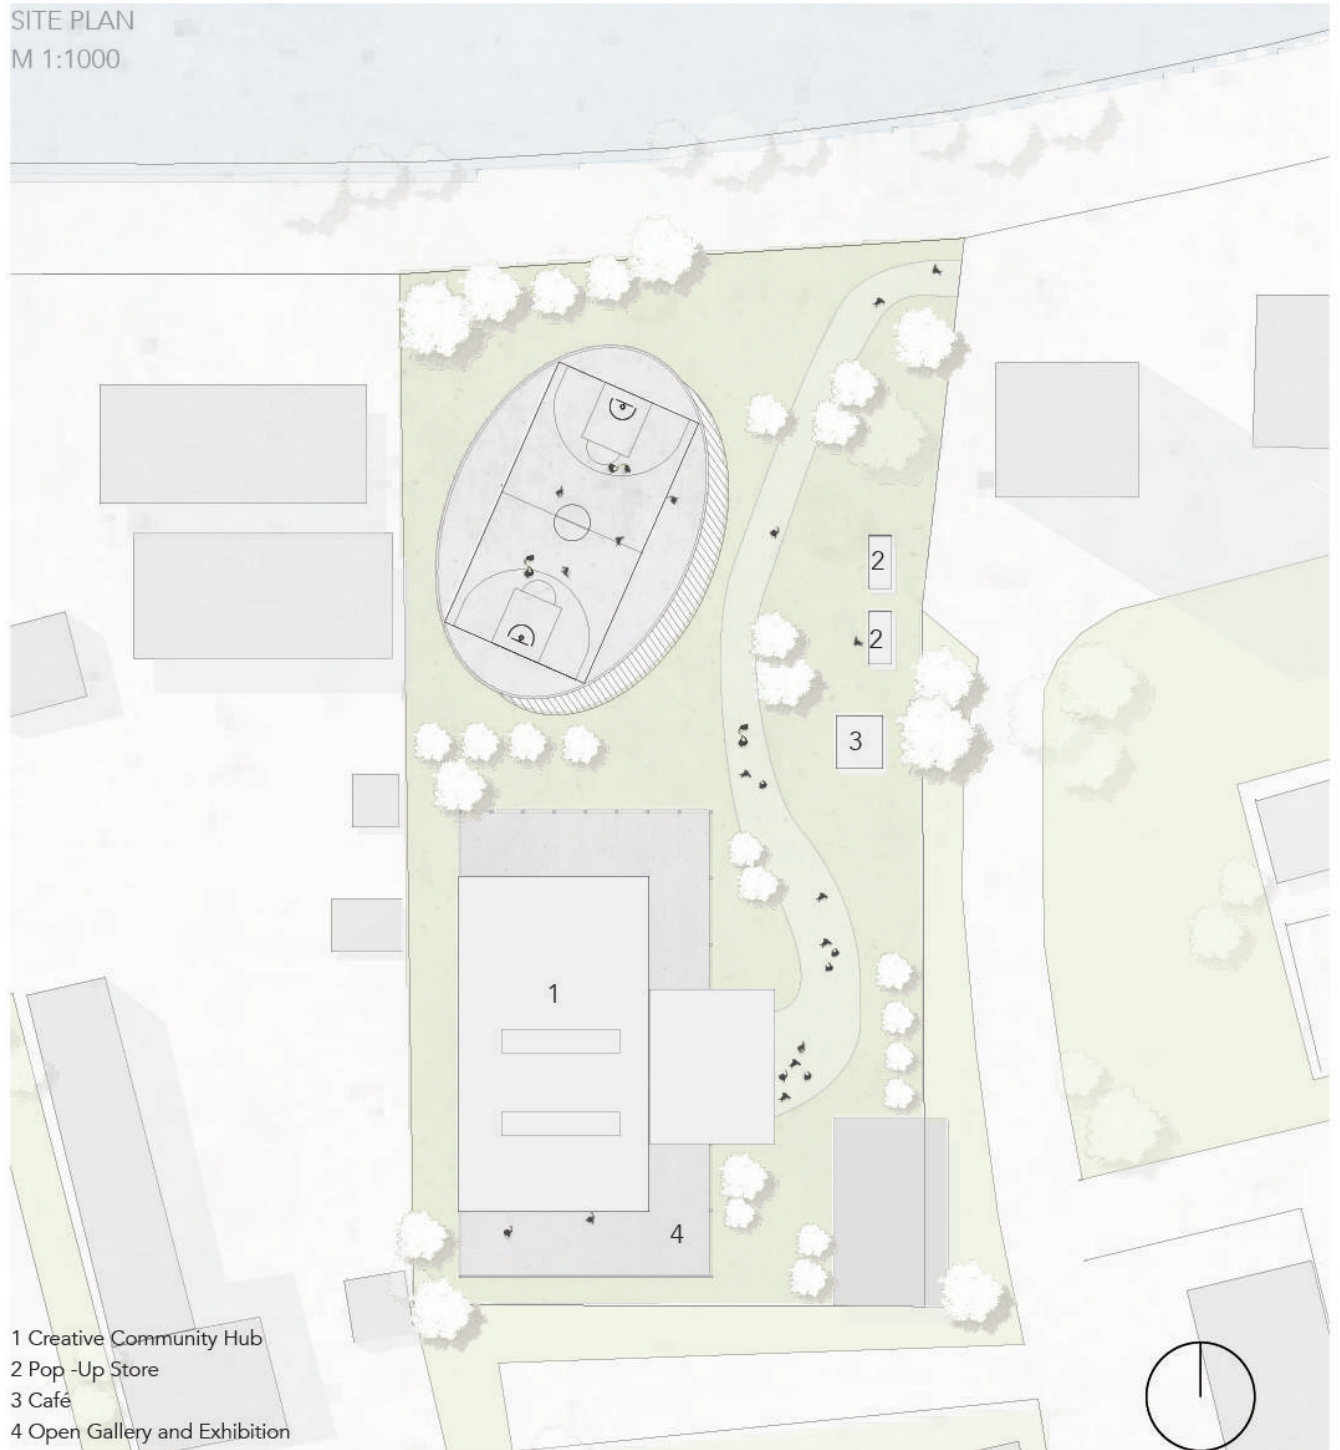 SITE PLAN
M 1:1000
2
2
3
1
4
1 Creative Community Hub
2 Pop -Up Store
3 Café
4 Open Gallery and Exhibition